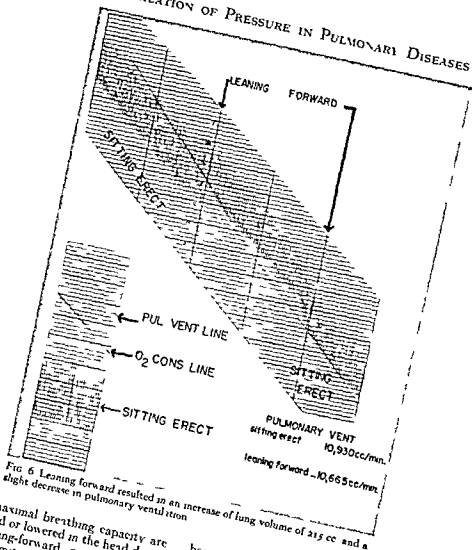 OF PRESSURE IN PULMONARY DISEASES
LEANING FORWARD
SITTING ERECT
PUL VENT LINE
O₂ CONS LINE
SITTING ERECT
SITTING
ERECT
PULMONARY VENT
sitting erect 10,930cc/min.
leaning forward 10,665cc/min.
FIG 6 Leaning forward resulted in an increase of lung volume of 215 cc and a
slight decrease in pulmonary ventilation
maximal breathing capacity are
or lowered in the head